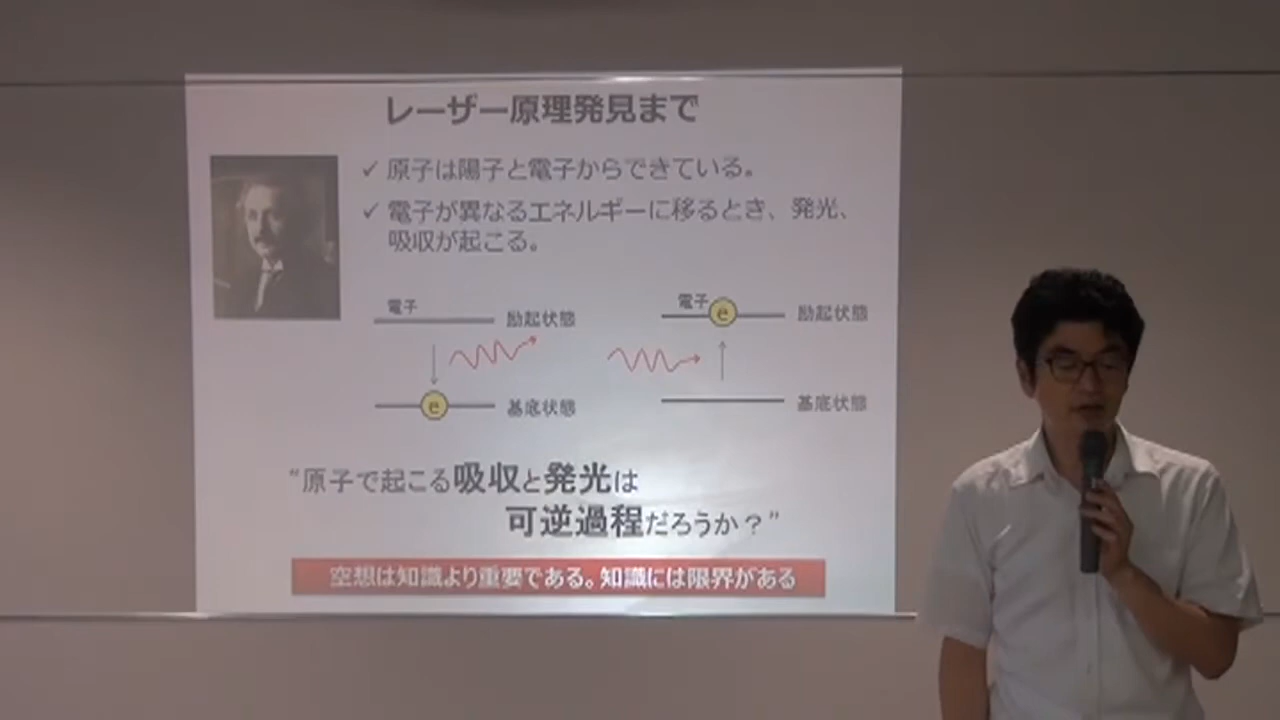 レーザー原理発見まで
✓ 原子は陽子と電子からできている。
✓ 電子が異なるエネルギーに移るとき、発光、
吸収が起こる。
電子
励起状態
e
基底状態
電子
e
励起状態
基底状態
“原子で起こる吸収と発光は
可逆過程だろうか？”
空想は知識より重要である。知識には限界がある